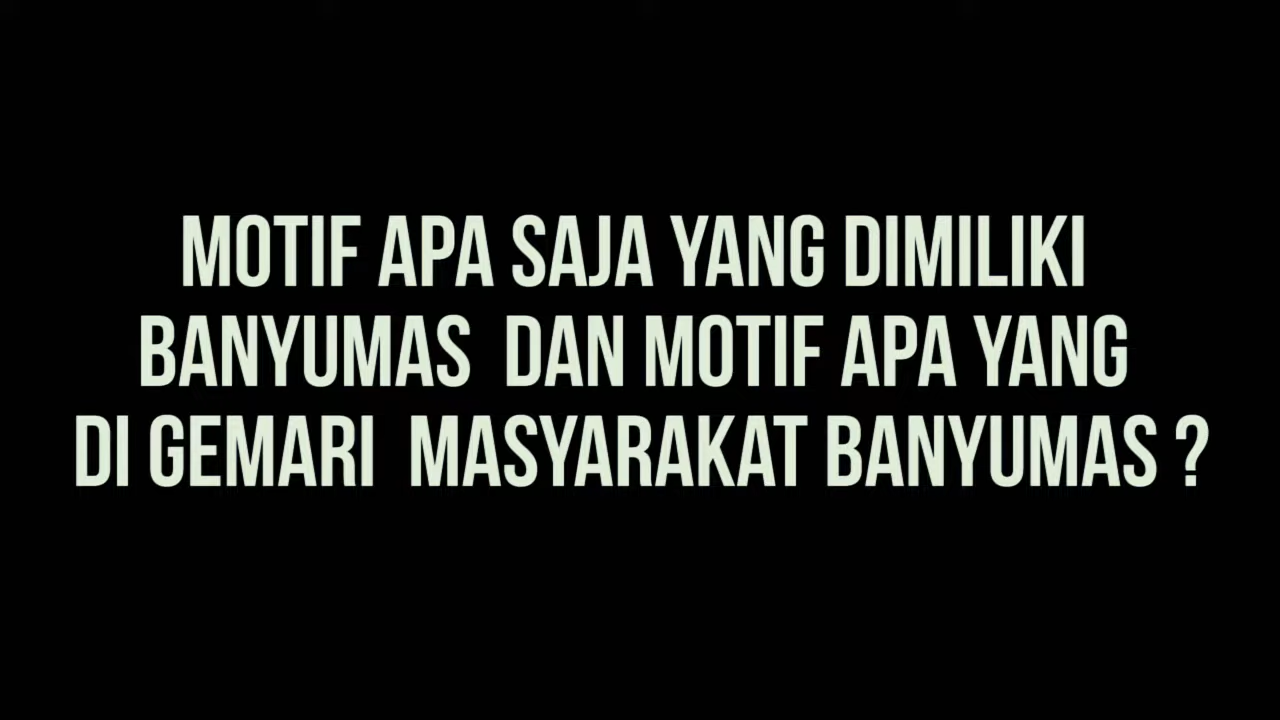 MOTIF APA SAJA YANG DIMILIKI
BANYUMAS DAN MOTIF APA YANG
DI GEMARI MASYARAKAT BANYUMAS ?